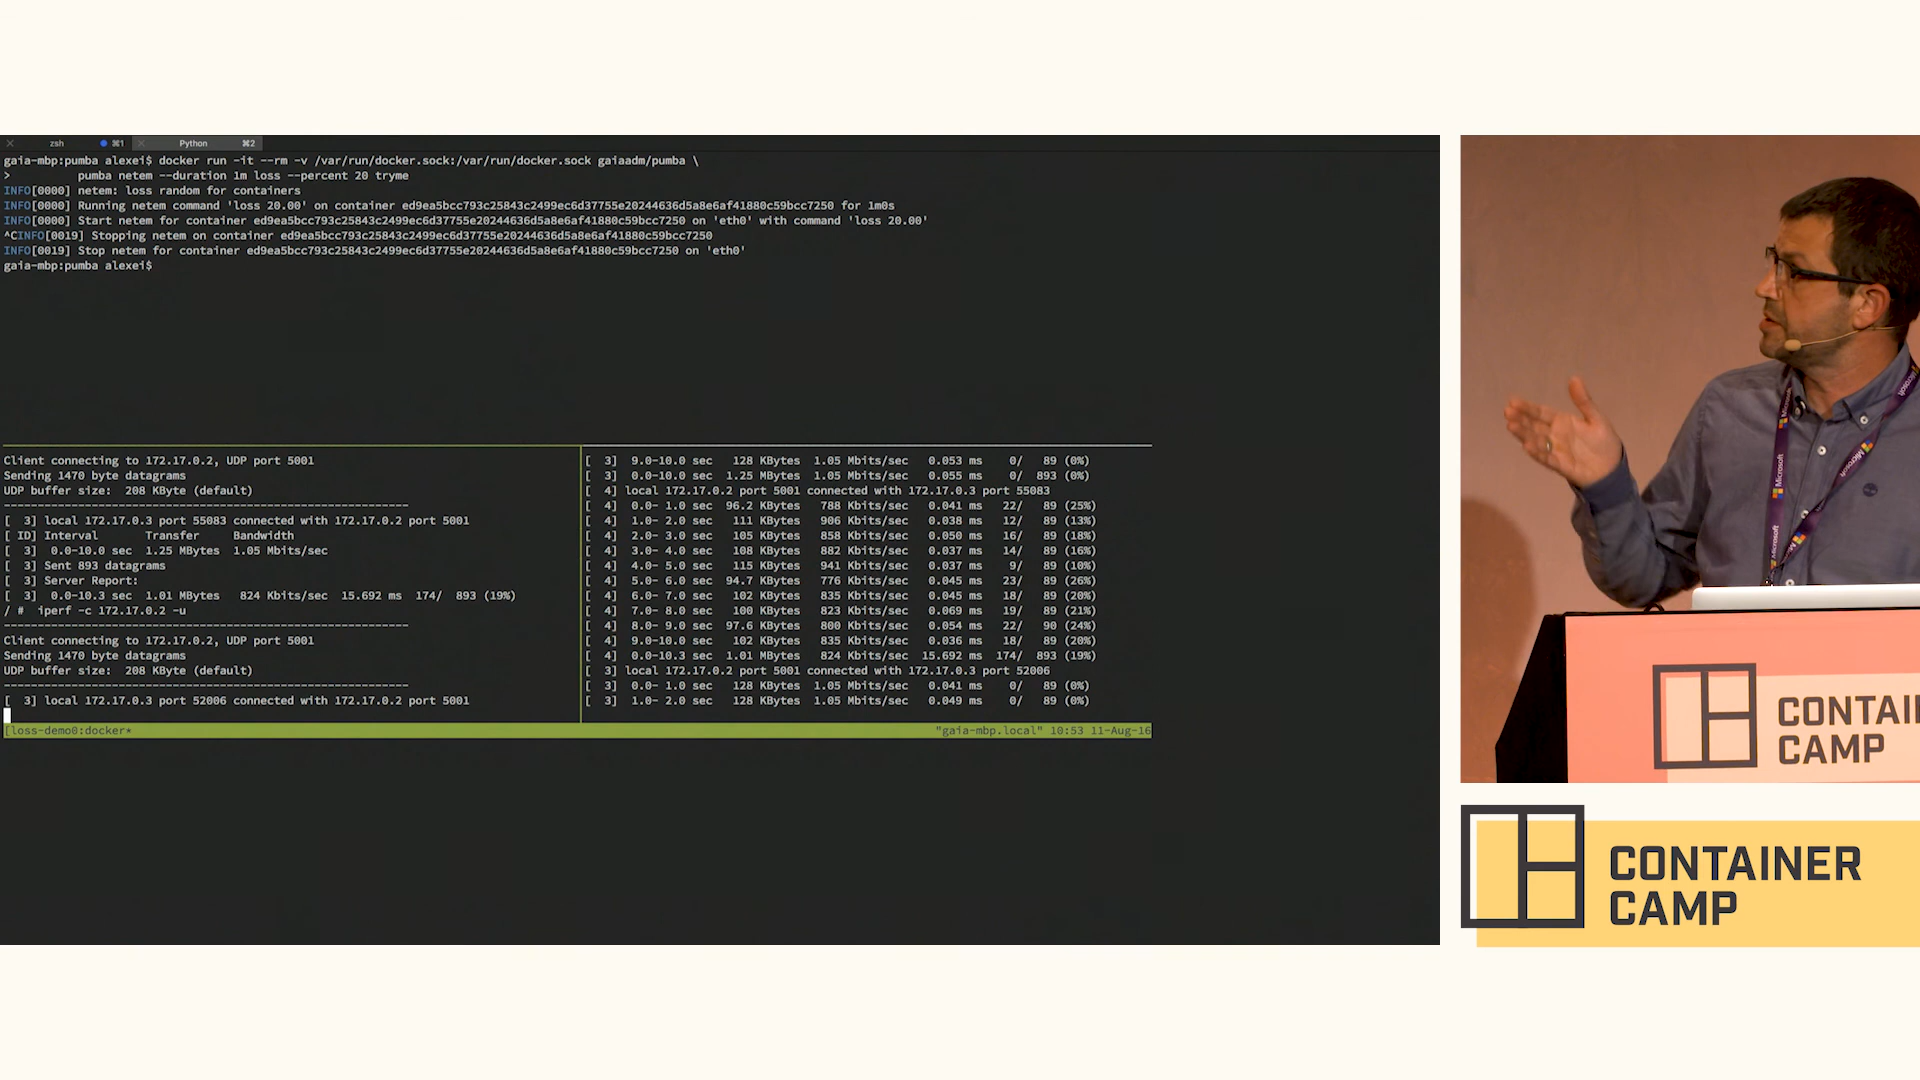 zsh ⌘1 Python ⌘2
gaia-mbp:pumba alexei$ docker run -it --rm -v /var/run/docker.sock:/var/run/docker.sock gaiaadm/pumba \
> pumba netem --duration 1m loss --percent 20 tryme
INFO[0000] netem: loss random for containers
INFO[0000] Running netem command 'loss 20.00' on container ed9ea5bcc793c25843c2499ec6d37755e20244636d5a8e6af41880c59bcc7250 for 1m0s
INFO[0000] Start netem for container ed9ea5bcc793c25843c2499ec6d37755e20244636d5a8e6af41880c59bcc7250 on 'eth0' with command 'loss 20.00'
^CINFO[0019] Stopping netem on container ed9ea5bcc793c25843c2499ec6d37755e20244636d5a8e6af41880c59bcc7250
INFO[0019] Stop netem for container ed9ea5bcc793c25843c2499ec6d37755e20244636d5a8e6af41880c59bcc7250 on 'eth0'
gaia-mbp:pumba alexei$
Client connecting to 172.17.0.2, UDP port 5001
Sending 1470 byte datagrams
UDP buffer size: 208 KByte (default)
------------------------------------------------------------
[ 3] local 172.17.0.3 port 55083 connected with 172.17.0.2 port 5001
[ ID] Interval Transfer Bandwidth
[ 3] 0.0-10.0 sec 1.25 MBytes 1.05 Mbits/sec
[ 3] Sent 893 datagrams
[ 3] Server Report:
[ 3] 0.0-10.3 sec 1.01 MBytes 824 Kbits/sec 15.692 ms 174/ 893 (19%)
/ # iperf -c 172.17.0.2 -u
------------------------------------------------------------
Client connecting to 172.17.0.2, UDP port 5001
Sending 1470 byte datagrams
UDP buffer size: 208 KByte (default)
------------------------------------------------------------
[ 3] local 172.17.0.3 port 52006 connected with 172.17.0.2 port 5001
[ 3] 9.0-10.0 sec 128 KBytes 1.05 Mbits/sec 0.053 ms 0/ 89 (0%)
[ 3] 0.0-10.0 sec 1.25 MBytes 1.05 Mbits/sec 0.055 ms 0/ 893 (0%)
[ 4] local 172.17.0.2 port 5001 connected with 172.17.0.3 port 55083
[ 4] 0.0- 1.0 sec 96.2 KBytes 788 Kbits/sec 0.041 ms 22/ 89 (25%)
[ 4] 1.0- 2.0 sec 111 KBytes 906 Kbits/sec 0.038 ms 12/ 89 (13%)
[ 4] 2.0- 3.0 sec 105 KBytes 858 Kbits/sec 0.050 ms 16/ 89 (18%)
[ 4] 3.0- 4.0 sec 108 KBytes 882 Kbits/sec 0.037 ms 14/ 89 (16%)
[ 4] 4.0- 5.0 sec 115 KBytes 941 Kbits/sec 0.037 ms 9/ 89 (10%)
[ 4] 5.0- 6.0 sec 94.7 KBytes 776 Kbits/sec 0.045 ms 23/ 89 (26%)
[ 4] 6.0- 7.0 sec 102 KBytes 835 Kbits/sec 0.045 ms 18/ 89 (20%)
[ 4] 7.0- 8.0 sec 100 KBytes 823 Kbits/sec 0.069 ms 19/ 89 (21%)
[ 4] 8.0- 9.0 sec 97.6 KBytes 800 Kbits/sec 0.054 ms 22/ 90 (24%)
[ 4] 9.0-10.0 sec 102 KBytes 835 Kbits/sec 0.036 ms 18/ 89 (20%)
[ 4] 0.0-10.3 sec 1.01 MBytes 824 Kbits/sec 15.692 ms 174/ 893 (19%)
[ 3] local 172.17.0.2 port 5001 connected with 172.17.0.3 port 52006
[ 3] 0.0- 1.0 sec 128 KBytes 1.05 Mbits/sec 0.041 ms 0/ 89 (0%)
[ 3] 1.0- 2.0 sec 128 KBytes 1.05 Mbits/sec 0.049 ms 0/ 89 (0%)
[loss-demo0:docker* "gaia-mbp.local" 10:53 11-Aug-16
Microsoft
Microsoft
Microsoft
Microsoft
CONTAI
CAMP
CONTAINER
CAMP